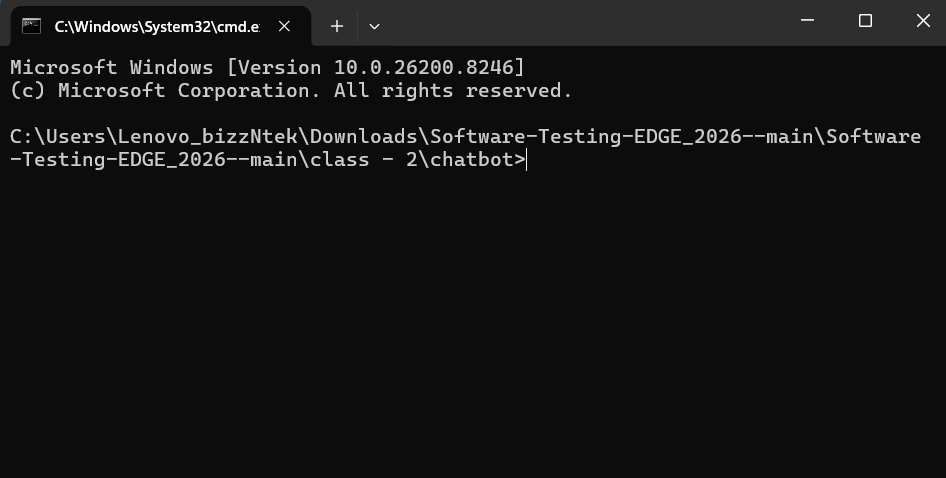 C:\Windows\System32\cmd.e
Microsoft Windows [Version 10.0.26200.8246]
(c) Microsoft Corporation. All rights reserved.
C:\Users\Lenovo_bizzNtek\Downloads\Software-Testing-EDGE_2026--main\Software
-Testing-EDGE_2026--main\class - 2\chatbot>